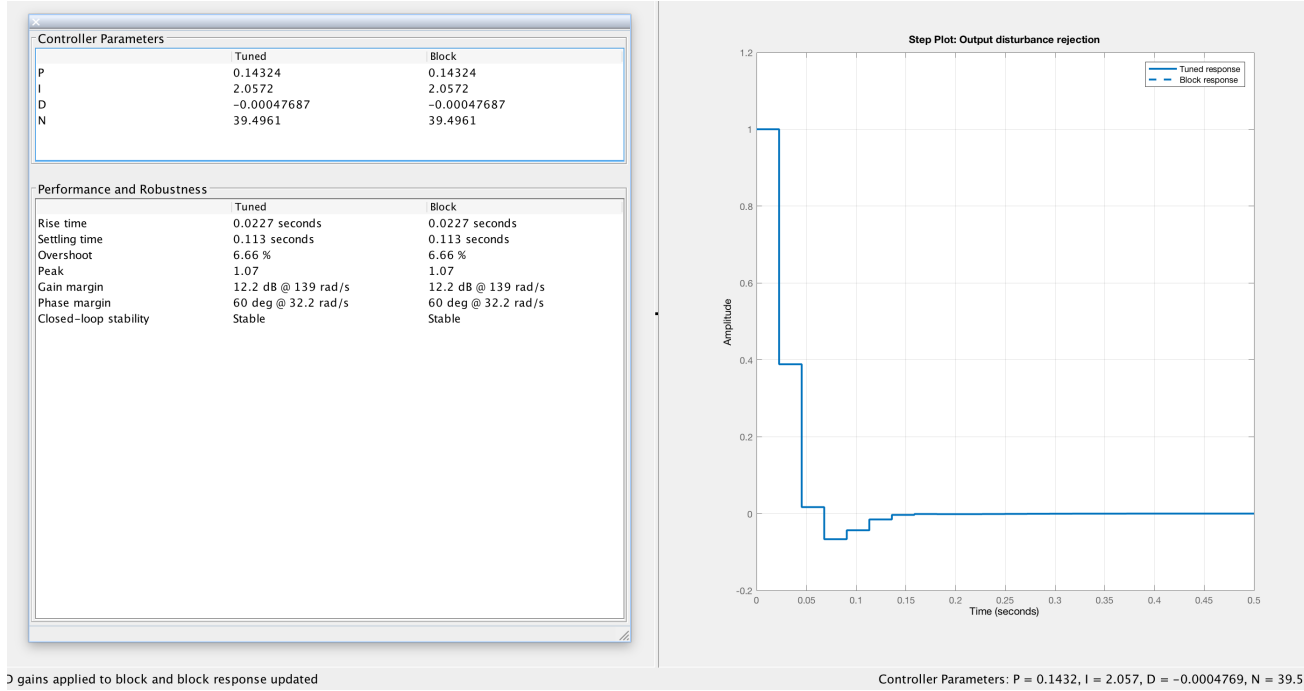 Controller Parameters
Tuned Block
P 0.14324 0.14324
I 2.0572 2.0572
D −0.00047687 −0.00047687
N 39.4961 39.4961
Performance and Robustness
Tuned Block
Rise time 0.0227 seconds 0.0227 seconds
Settling time 0.113 seconds 0.113 seconds
Overshoot 6.66 % 6.66 %
Peak 1.07 1.07
Gain margin 12.2 dB @ 139 rad/s 12.2 dB @ 139 rad/s
Phase margin 60 deg @ 32.2 rad/s 60 deg @ 32.2 rad/s
Closed-loop stability Stable Stable
Step Plot: Output disturbance rejection
Tuned response
Block response
1.2
1
0.8
0.6
0.4
0.2
0
-0.2
Amplitude
0 0.05 0.1 0.15 0.2 0.25 0.3 0.35 0.4 0.45 0.5
Time (seconds)
D gains applied to block and block response updated
Controller Parameters: P = 0.1432, I = 2.057, D = −0.0004769, N = 39.5